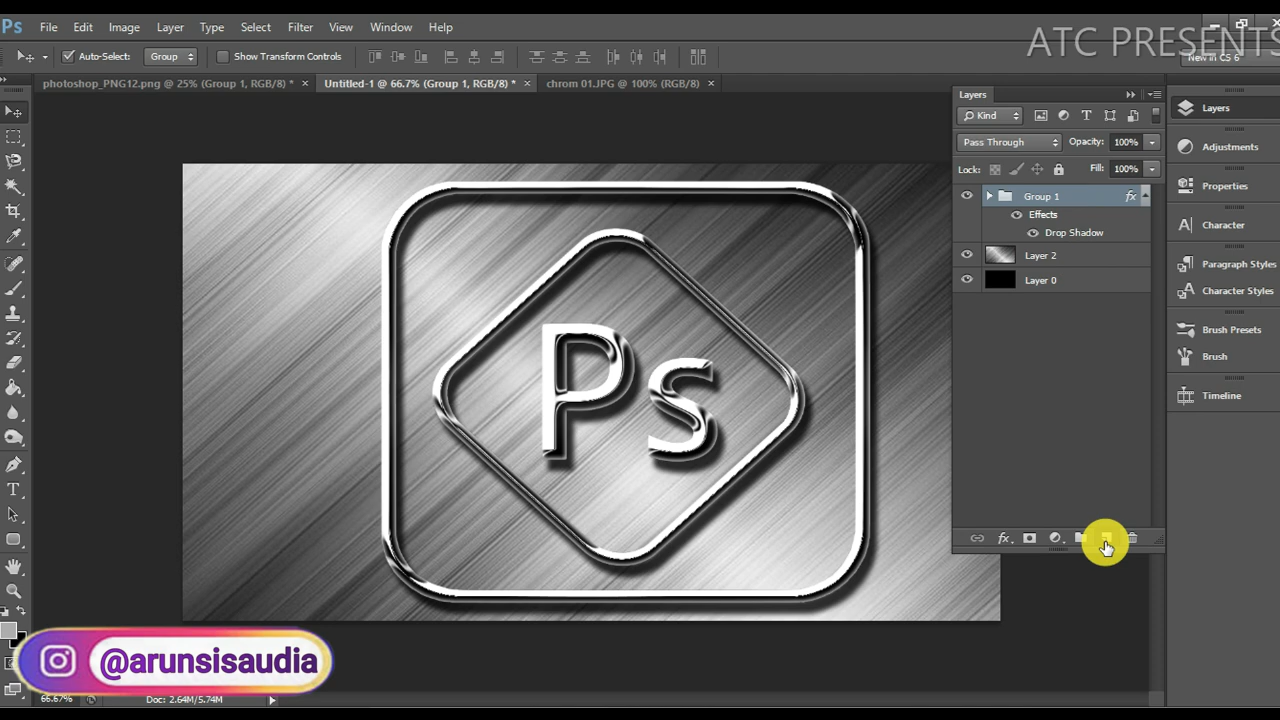 Ps File Edit Image Layer Type Select Filter View Window Help
ATC PRESENTS
Auto-Select: Group Show Transform Controls
New in CS 6
photoshop_PNG12.png @ 25% (Group 1, RGB/8) * × Untitled-1 @ 66.7% (Group 1, RGB/8) * × chrom 01.JPG @ 100% (RGB/8) ×
Layers
Kind
Pass Through Opacity: 100%
Lock: Fill: 100%
Group 1 fx
Effects
Drop Shadow
Layer 2
Layer 0
fx
Layers
Adjustments
Properties
Character
Paragraph Styles
Character Styles
Brush Presets
Brush
Timeline
Ps
@arunsisaudia
66.67% Doc: 2.64M/5.74M